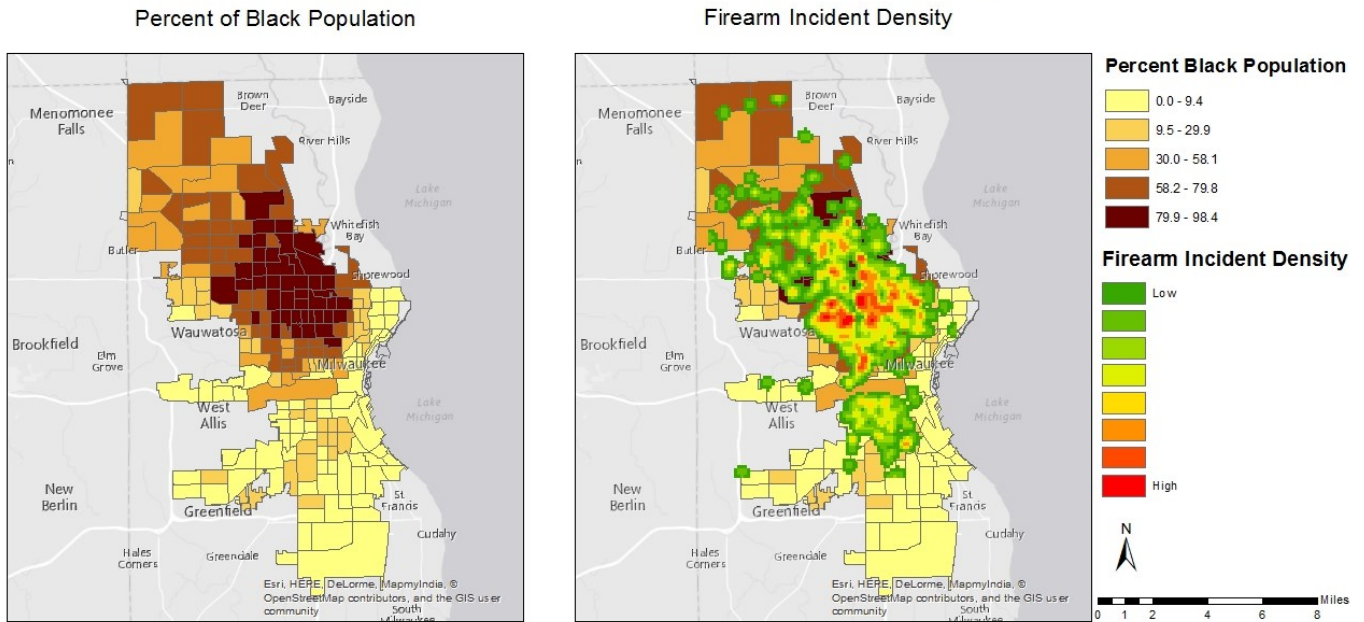 Percent of Black Population
Menomonee
Falls
Brown
Deer
Bayside
River Hills
Lake
Michigan
Whitefish
Bay
Butler
Shorewood
Wauwatosa
Brookfield
Elm
Grove
Milwaukee
West
Allis
Lake
Michigan
New
Berlin
Greenfield
St
Francis
Cudahy
Hales
Corners
Greendale
Esri, HERE, DeLorme, MapmyIndia, ©
OpenStreetMap contributors, and the GIS user
community
South
Milwaukee
Firearm Incident Density
Menomonee
Falls
Brown
Deer
Bayside
River Hills
Lake
Michigan
Whitefish
Bay
Butler
Shorewood
Wauwatosa
Brookfield
Elm
Grove
Milwaukee
West
Allis
Lake
Michigan
New
Berlin
Greenfield
St
Francis
Cudahy
Hales
Corners
Greendale
Esri, HERE, DeLorme, MapmyIndia, ©
OpenStreetMap contributors, and the GIS user
community
South
Milwaukee
Percent Black Population
0.0 - 9.4
9.5 - 29.9
30.0 - 58.1
58.2 - 79.8
79.9 - 98.4
Firearm Incident Density
Low
High
N
Miles
0 1 2 4 6 8